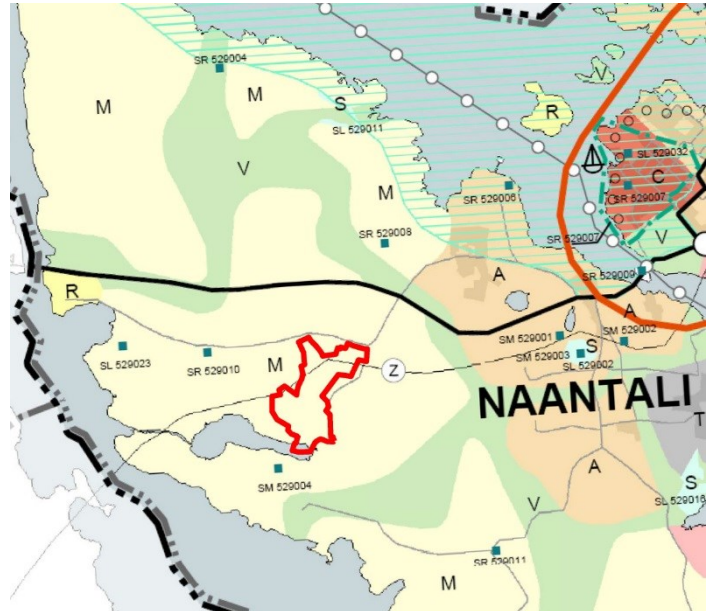 SR 529004
M
M
S
SL 529011
V
R
V
SL 529032
C
SR 529007
M
SR 529006
SR 529008
SR 529007
V
SR 529009
R
A
A
SM 529001
SM 529002
SL 529023
SR 529010
M
SM 529003
S
SL 529002
Z
NAANTALI
T
SM 529004
A
V
S
SL 529016
SR 529011
M